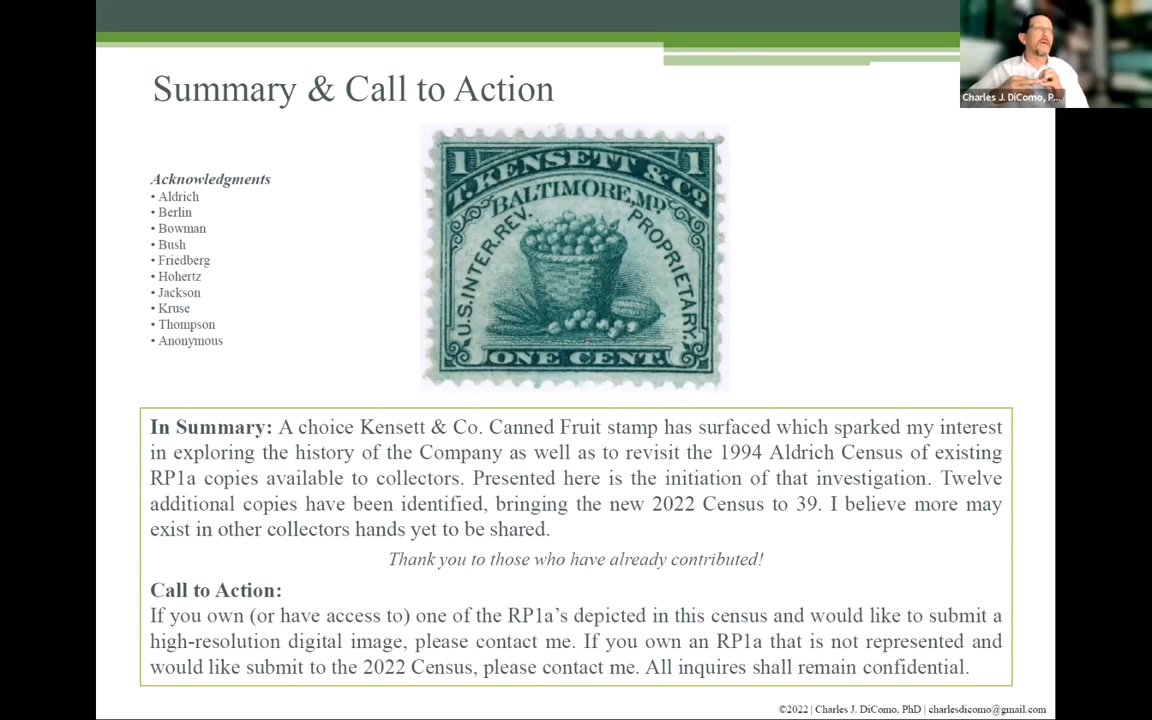 Charles J. DiComo, P...
Summary & Call to Action
Acknowledgments
• Aldrich
• Berlin
• Bowman
• Bush
• Friedberg
• Hohertz
• Jackson
• Kruse
• Thompson
• Anonymous
1 T. KENSETT & CO. 1
BALTIMORE, MD.
U.S. INTER. REV. PROPRIETARY.
ONE CENT.
In Summary: A choice Kensett & Co. Canned Fruit stamp has surfaced which sparked my interest
in exploring the history of the Company as well as to revisit the 1994 Aldrich Census of existing
RP1a copies available to collectors. Presented here is the initiation of that investigation. Twelve
additional copies have been identified, bringing the new 2022 Census to 39. I believe more may
exist in other collectors hands yet to be shared.
Thank you to those who have already contributed!
Call to Action:
If you own (or have access to) one of the RP1a’s depicted in this census and would like to submit a
high-resolution digital image, please contact me. If you own an RP1a that is not represented and
would like submit to the 2022 Census, please contact me. All inquires shall remain confidential.
©2022 | Charles J. DiComo, PhD | charlesdicomo@gmail.com